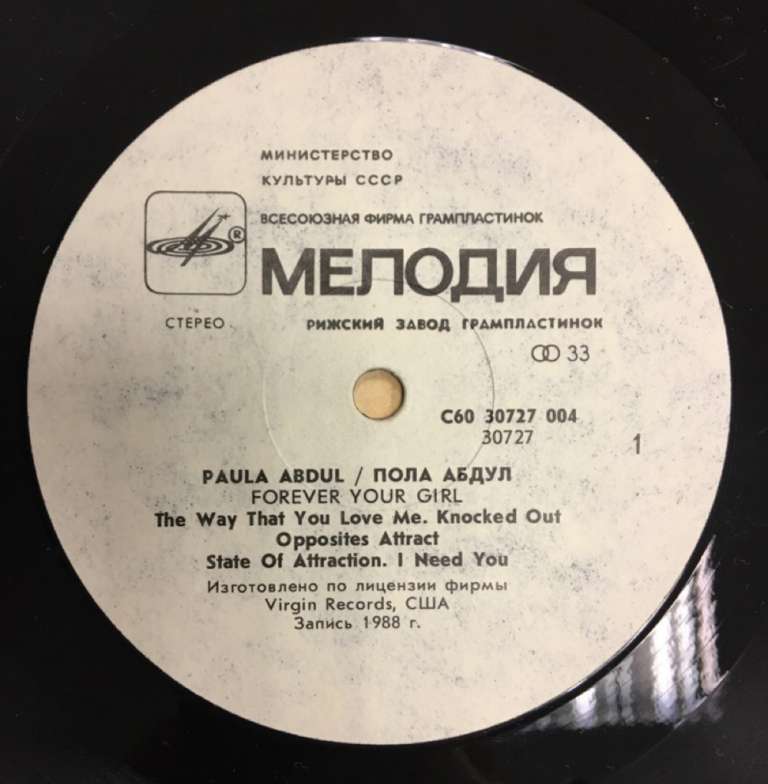 МИНИСТЕРСТВО
КУЛЬТУРЫ СССР
ВСЕСОЮЗНАЯ ФИРМА ГРАМПЛАСТИНОК
®
МЕЛОДИЯ
СТЕРЕО
РИЖСКИЙ ЗАВОД ГРАМПЛАСТИНОК
33
С60 30727 004
30727
1
PAULA ABDUL / ПОЛА АБДУЛ
FOREVER YOUR GIRL
The Way That You Love Me. Knocked Out
Opposites Attract
State Of Attraction. I Need You
Изготовлено по лицензии фирмы
Virgin Records, США
Запись 1988 г.